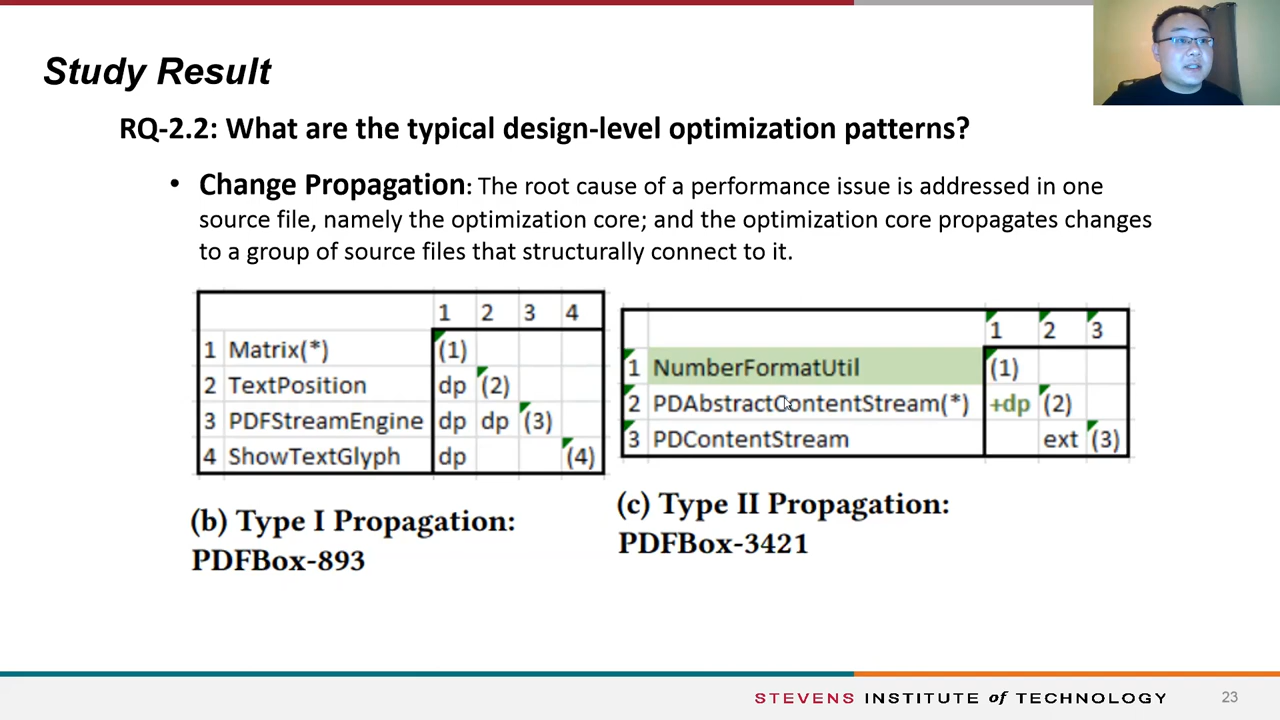 Study Result
RQ-2.2: What are the typical design-level optimization patterns?
• Change Propagation: The root cause of a performance issue is addressed in one
source file, namely the optimization core; and the optimization core propagates changes
to a group of source files that structurally connect to it.
1 2 3 4
1 Matrix(*) (1)
2 TextPosition dp (2)
3 PDFStreamEngine dp dp (3)
4 ShowTextGlyph dp (4)
(b) Type I Propagation:
PDFBox-893
1 2 3
1 NumberFormatUtil (1)
2 PDAbstractContentStream(*) +dp (2)
3 PDContentStream ext (3)
(c) Type II Propagation:
PDFBox-3421
STEVENS INSTITUTE of TECHNOLOGY 23